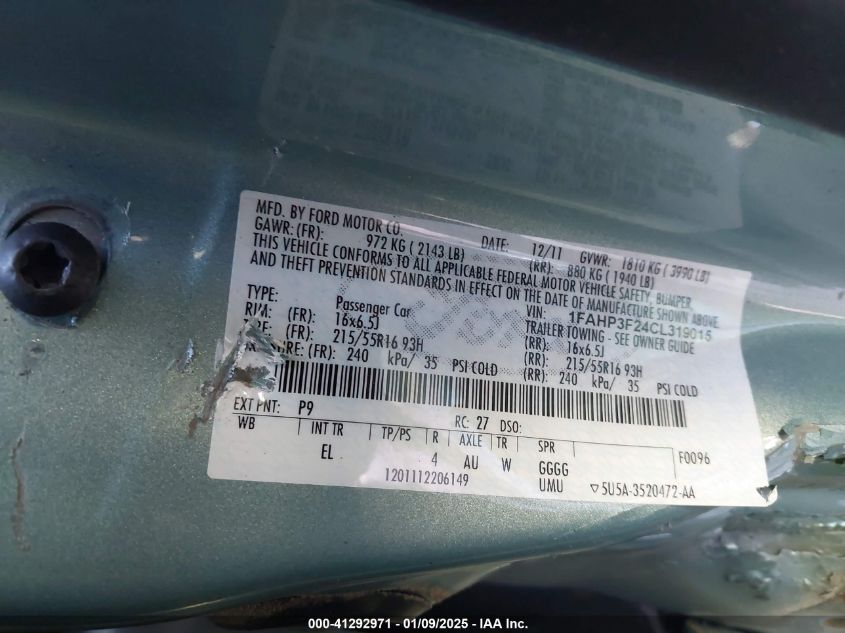 MFD. BY FORD MOTOR CO. DATE: 12/11 GVWR: 1810 KG ( 3990 LB)
GAWR: (FR): 972 KG ( 2143 LB) (RR): 880 KG ( 1940 LB)
THIS VEHICLE CONFORMS TO ALL APPLICABLE FEDERAL MOTOR VEHICLE SAFETY, BUMPER,
AND THEFT PREVENTION STANDARDS IN EFFECT ON THE DATE OF MANUFACTURE SHOWN ABOVE.
VIN: 1FAHP3F24CL319015
TYPE: Passenger Car TRAILER TOWING - SEE OWNER GUIDE
RIM: (FR): 16x6.5J (RR): 16x6.5J
(FR): 215/55R16 93H (RR): 215/55R16 93H
(FR): 240 kPa/ 35 PSI COLD (RR): 240 kPa/ 35 PSI COLD
EXT PNT: P9 RC: 27 DSO: F0096
WB INT TR TP/PS R AXLE TR SPR
EL 4 AU W GGGG
1201112206149 UMU ▽5U5A-3520472-AA
000-41292971 - 01/09/2025 - IAA Inc.